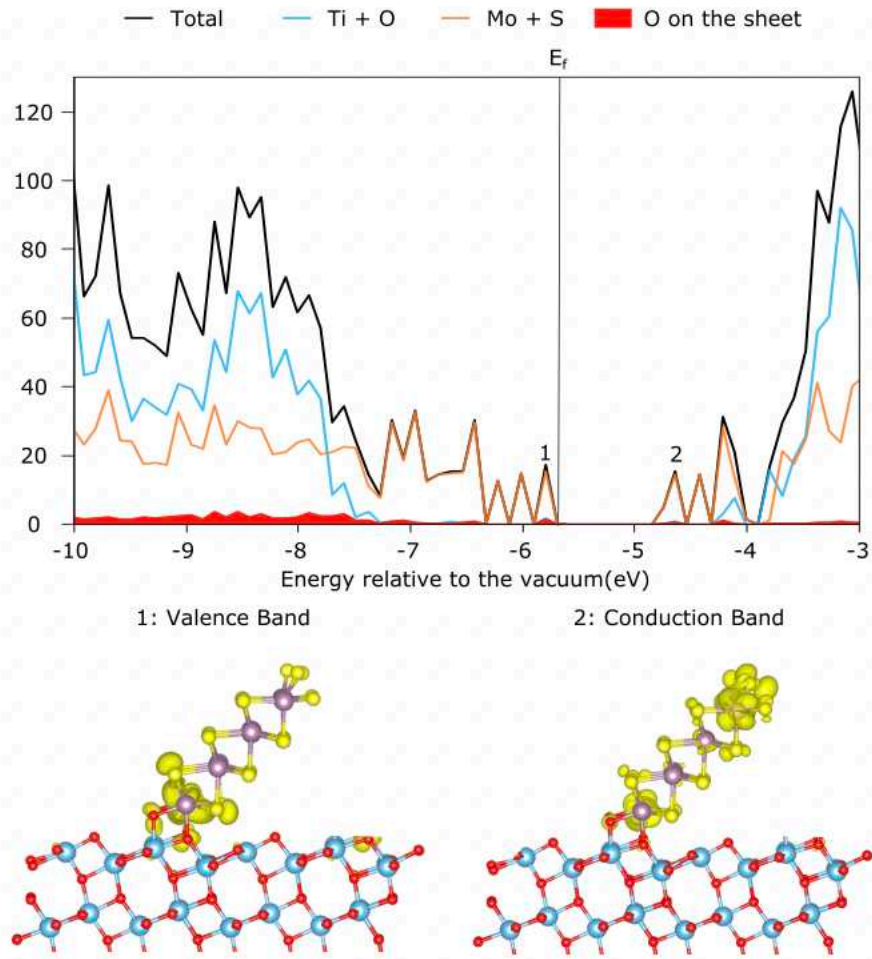 Total Ti + O Mo + S O on the sheet
E_f
120
100
80
60
40
20
0
1 2
-10 -9 -8 -7 -6 -5 -4 -3
Energy relative to the vacuum(eV)
1: Valence Band 2: Conduction Band